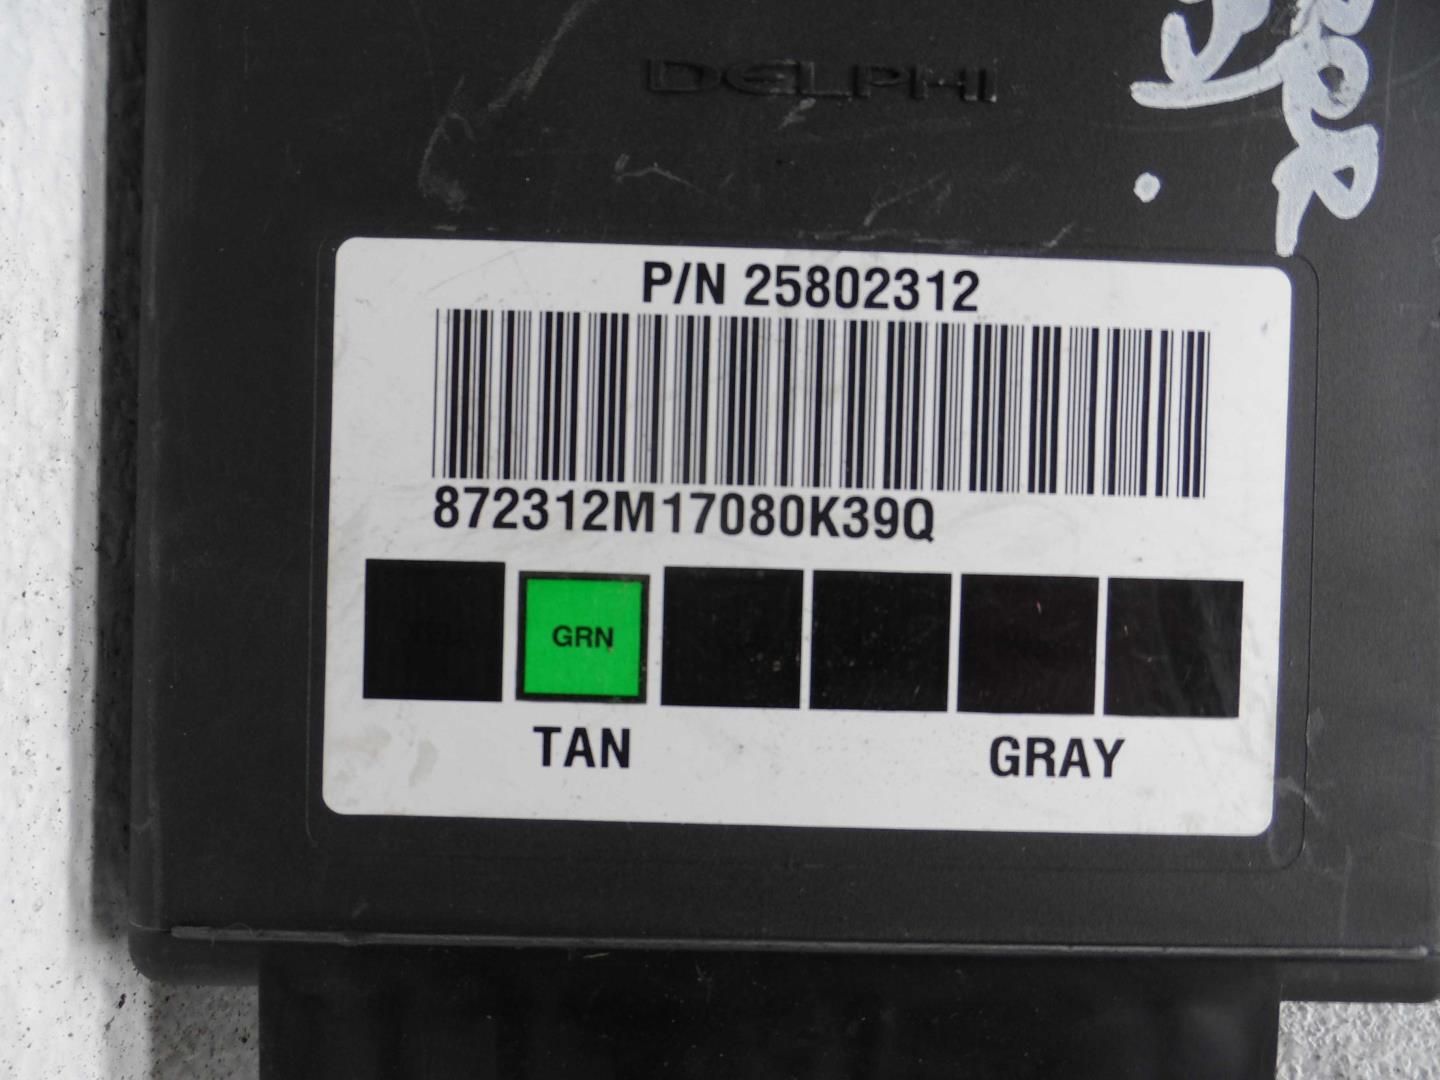 DELPHI
P/N 25802312
872312M17080K39Q
GRN
TAN GRAY